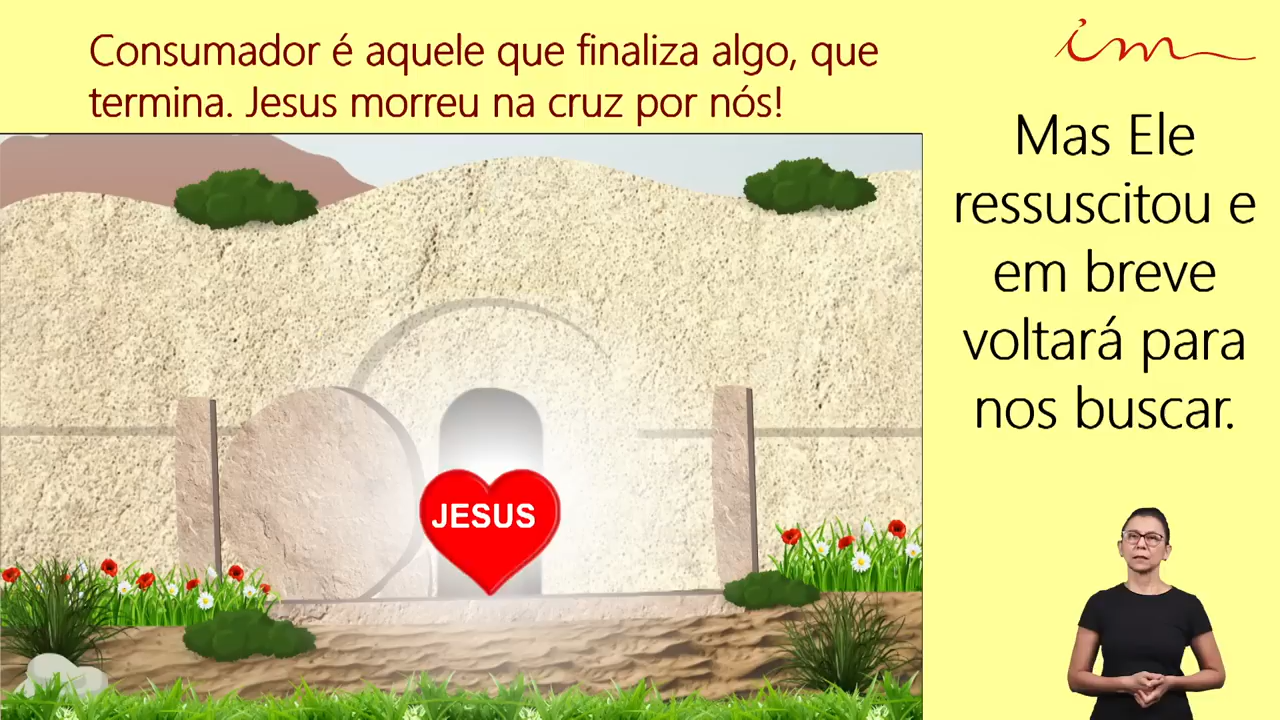 Consumador é aquele que finaliza algo, que
termina. Jesus morreu na cruz por nós!
im
Mas Ele
ressuscitou e
em breve
voltará para
nos buscar.
JESUS